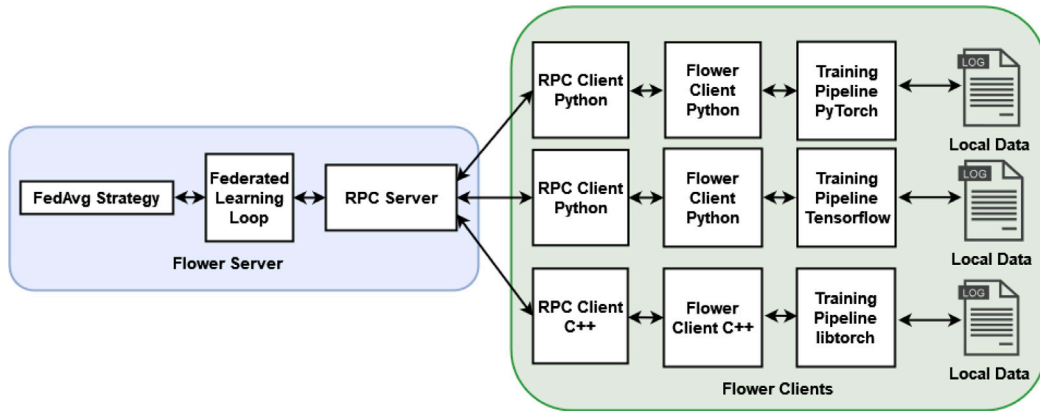 FedAvg Strategy
Federated
Learning
Loop
RPC Server
Flower Server
RPC Client
Python
Flower
Client
Python
Training
Pipeline
PyTorch
LOG
Local Data
RPC Client
Python
Flower
Client
Python
Training
Pipeline
Tensorflow
LOG
Local Data
RPC Client
C++
Flower
Client C++
Training
Pipeline
libtorch
LOG
Local Data
Flower Clients